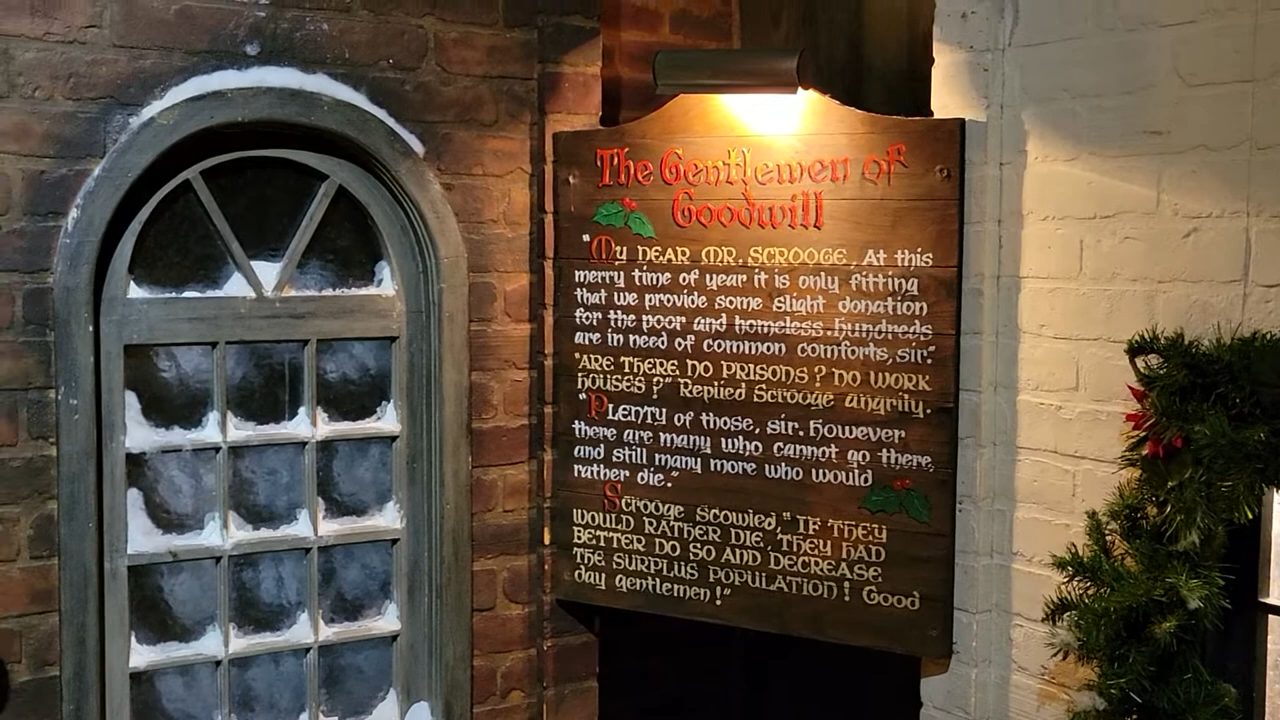 The Gentlemen of
Goodwill
"My DEAR MR. SCROOGE, At this
merry time of year it is only fitting
that we provide some slight donation
for the poor and homeless. Hundreds
are in need of common comforts, sir."
"ARE THERE NO PRISONS? NO WORK
HOUSES?" Replied Scrooge angrily.
"PLENTY of those, sir. However
there are many who cannot go there,
and still many more who would
rather die."
Scrooge Scowled, "IF THEY
WOULD RATHER DIE, THEY HAD
BETTER DO SO AND DECREASE
THE SURPLUS POPULATION! Good
day gentlemen!"